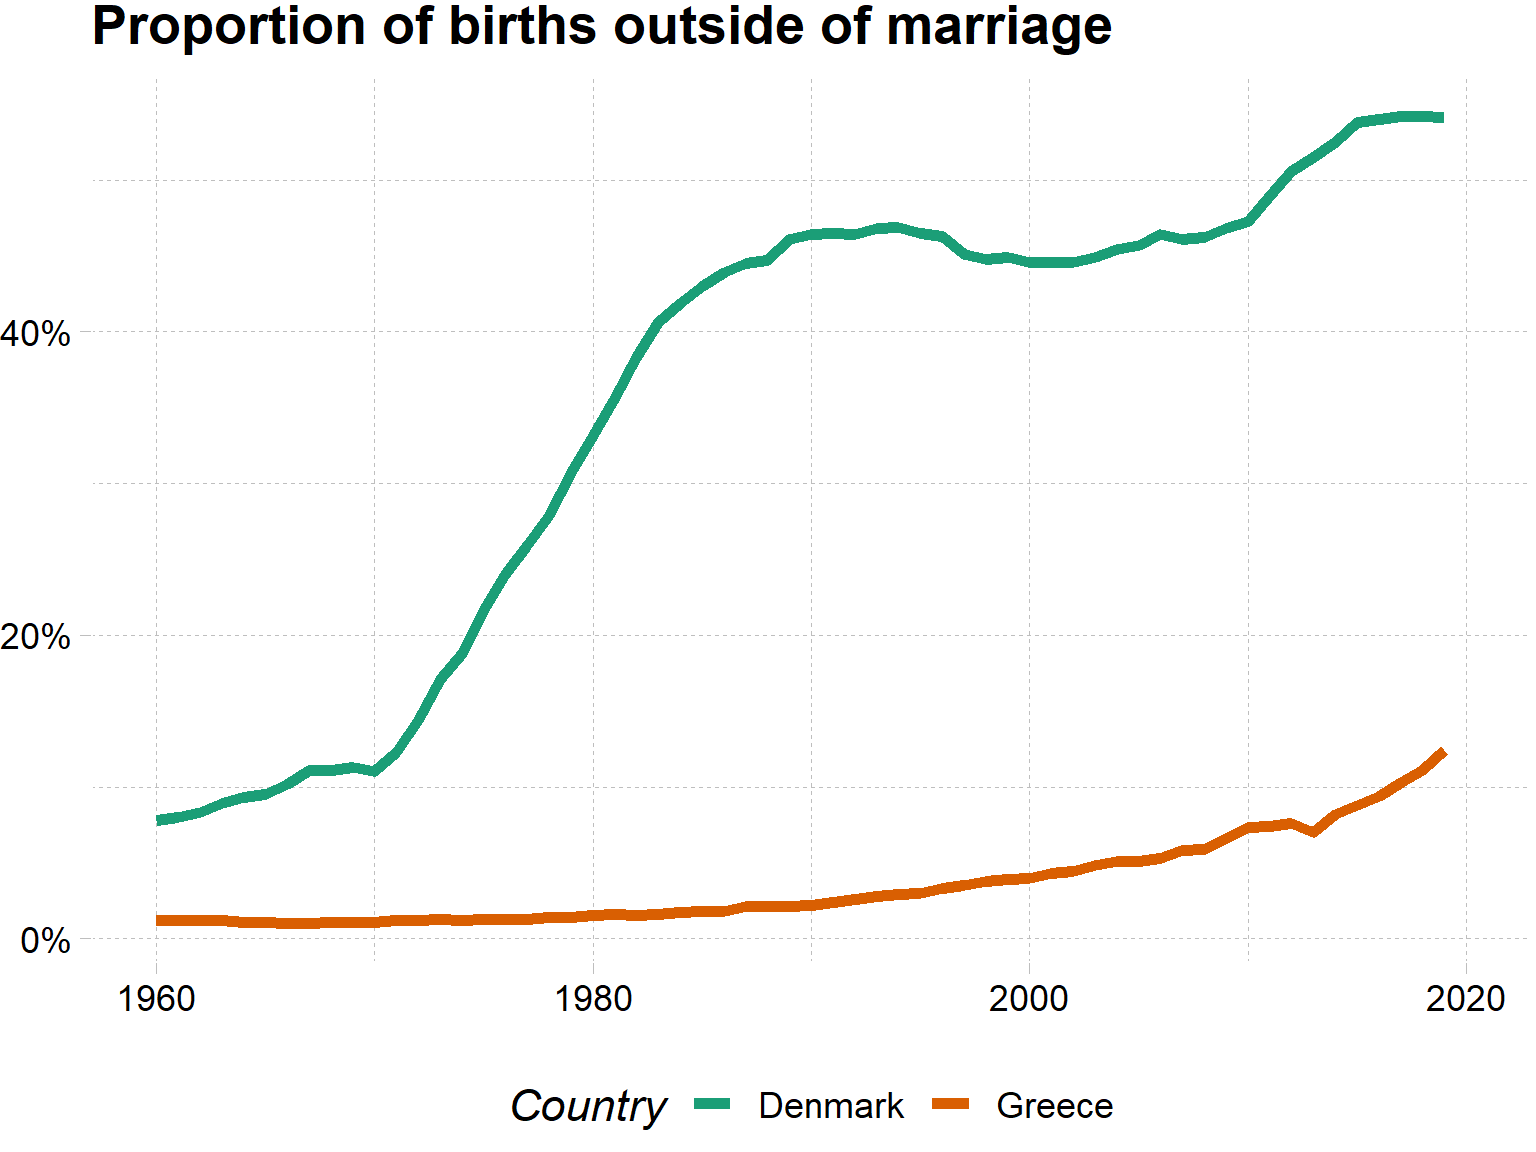 Proportion of births outside of marriage
40%
20%
0%
1960 1980 2000 2020
Country Denmark Greece